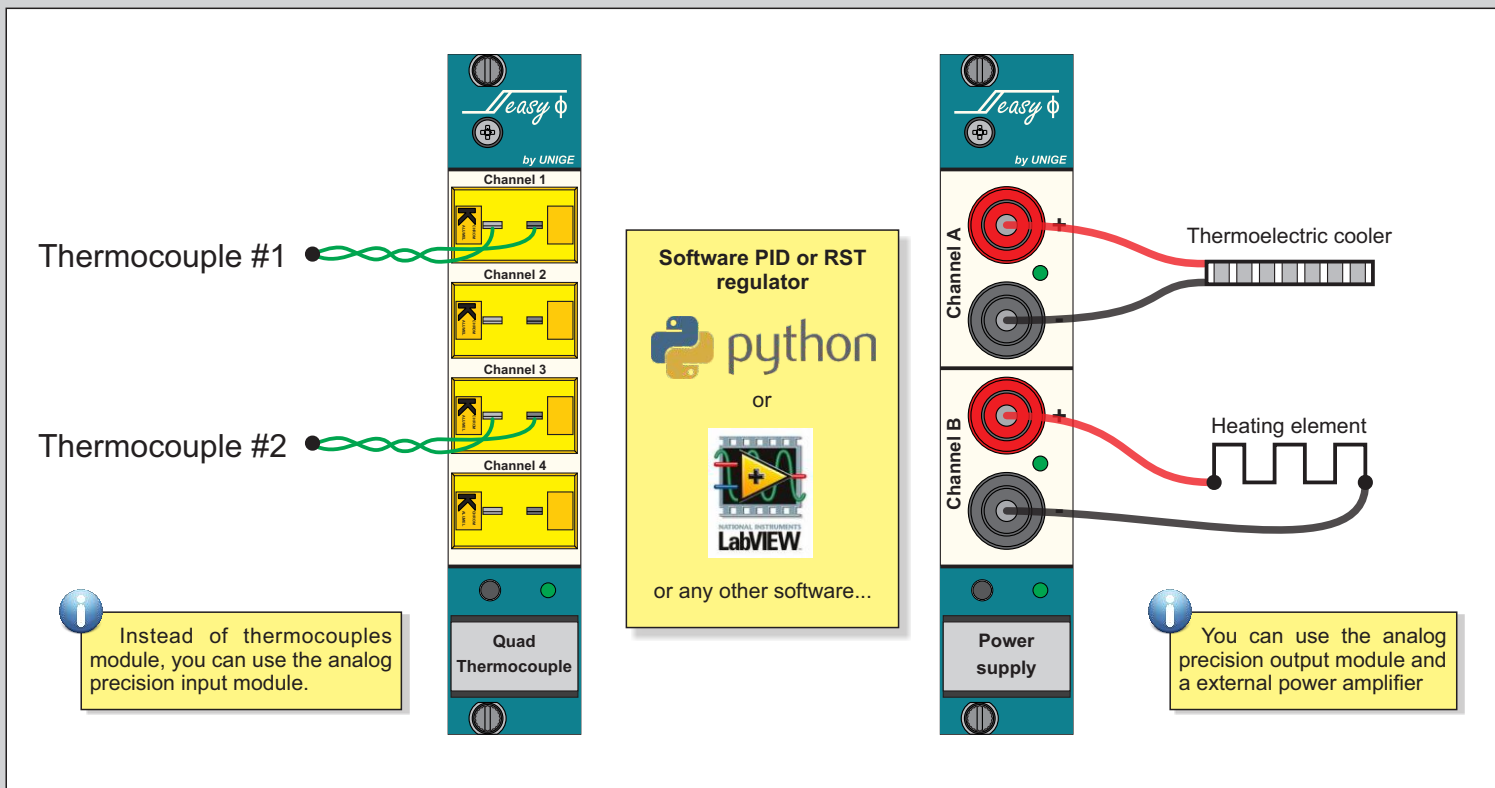 easy ϕ
by UNIGE
Channel 1
K
Thermocouple #1
Channel 2
K
Channel 3
K
Thermocouple #2
Channel 4
K
Quad
Thermocouple
Instead of thermocouples
module, you can use the analog
precision input module.
Software PID or RST
regulator
python
or
NATIONAL INSTRUMENTS
LabVIEW
or any other software...
easy ϕ
by UNIGE
Channel A
+
-
Thermoelectric cooler
Channel B
+
-
Heating element
Power
supply
You can use the analog
precision output module and
a external power amplifier